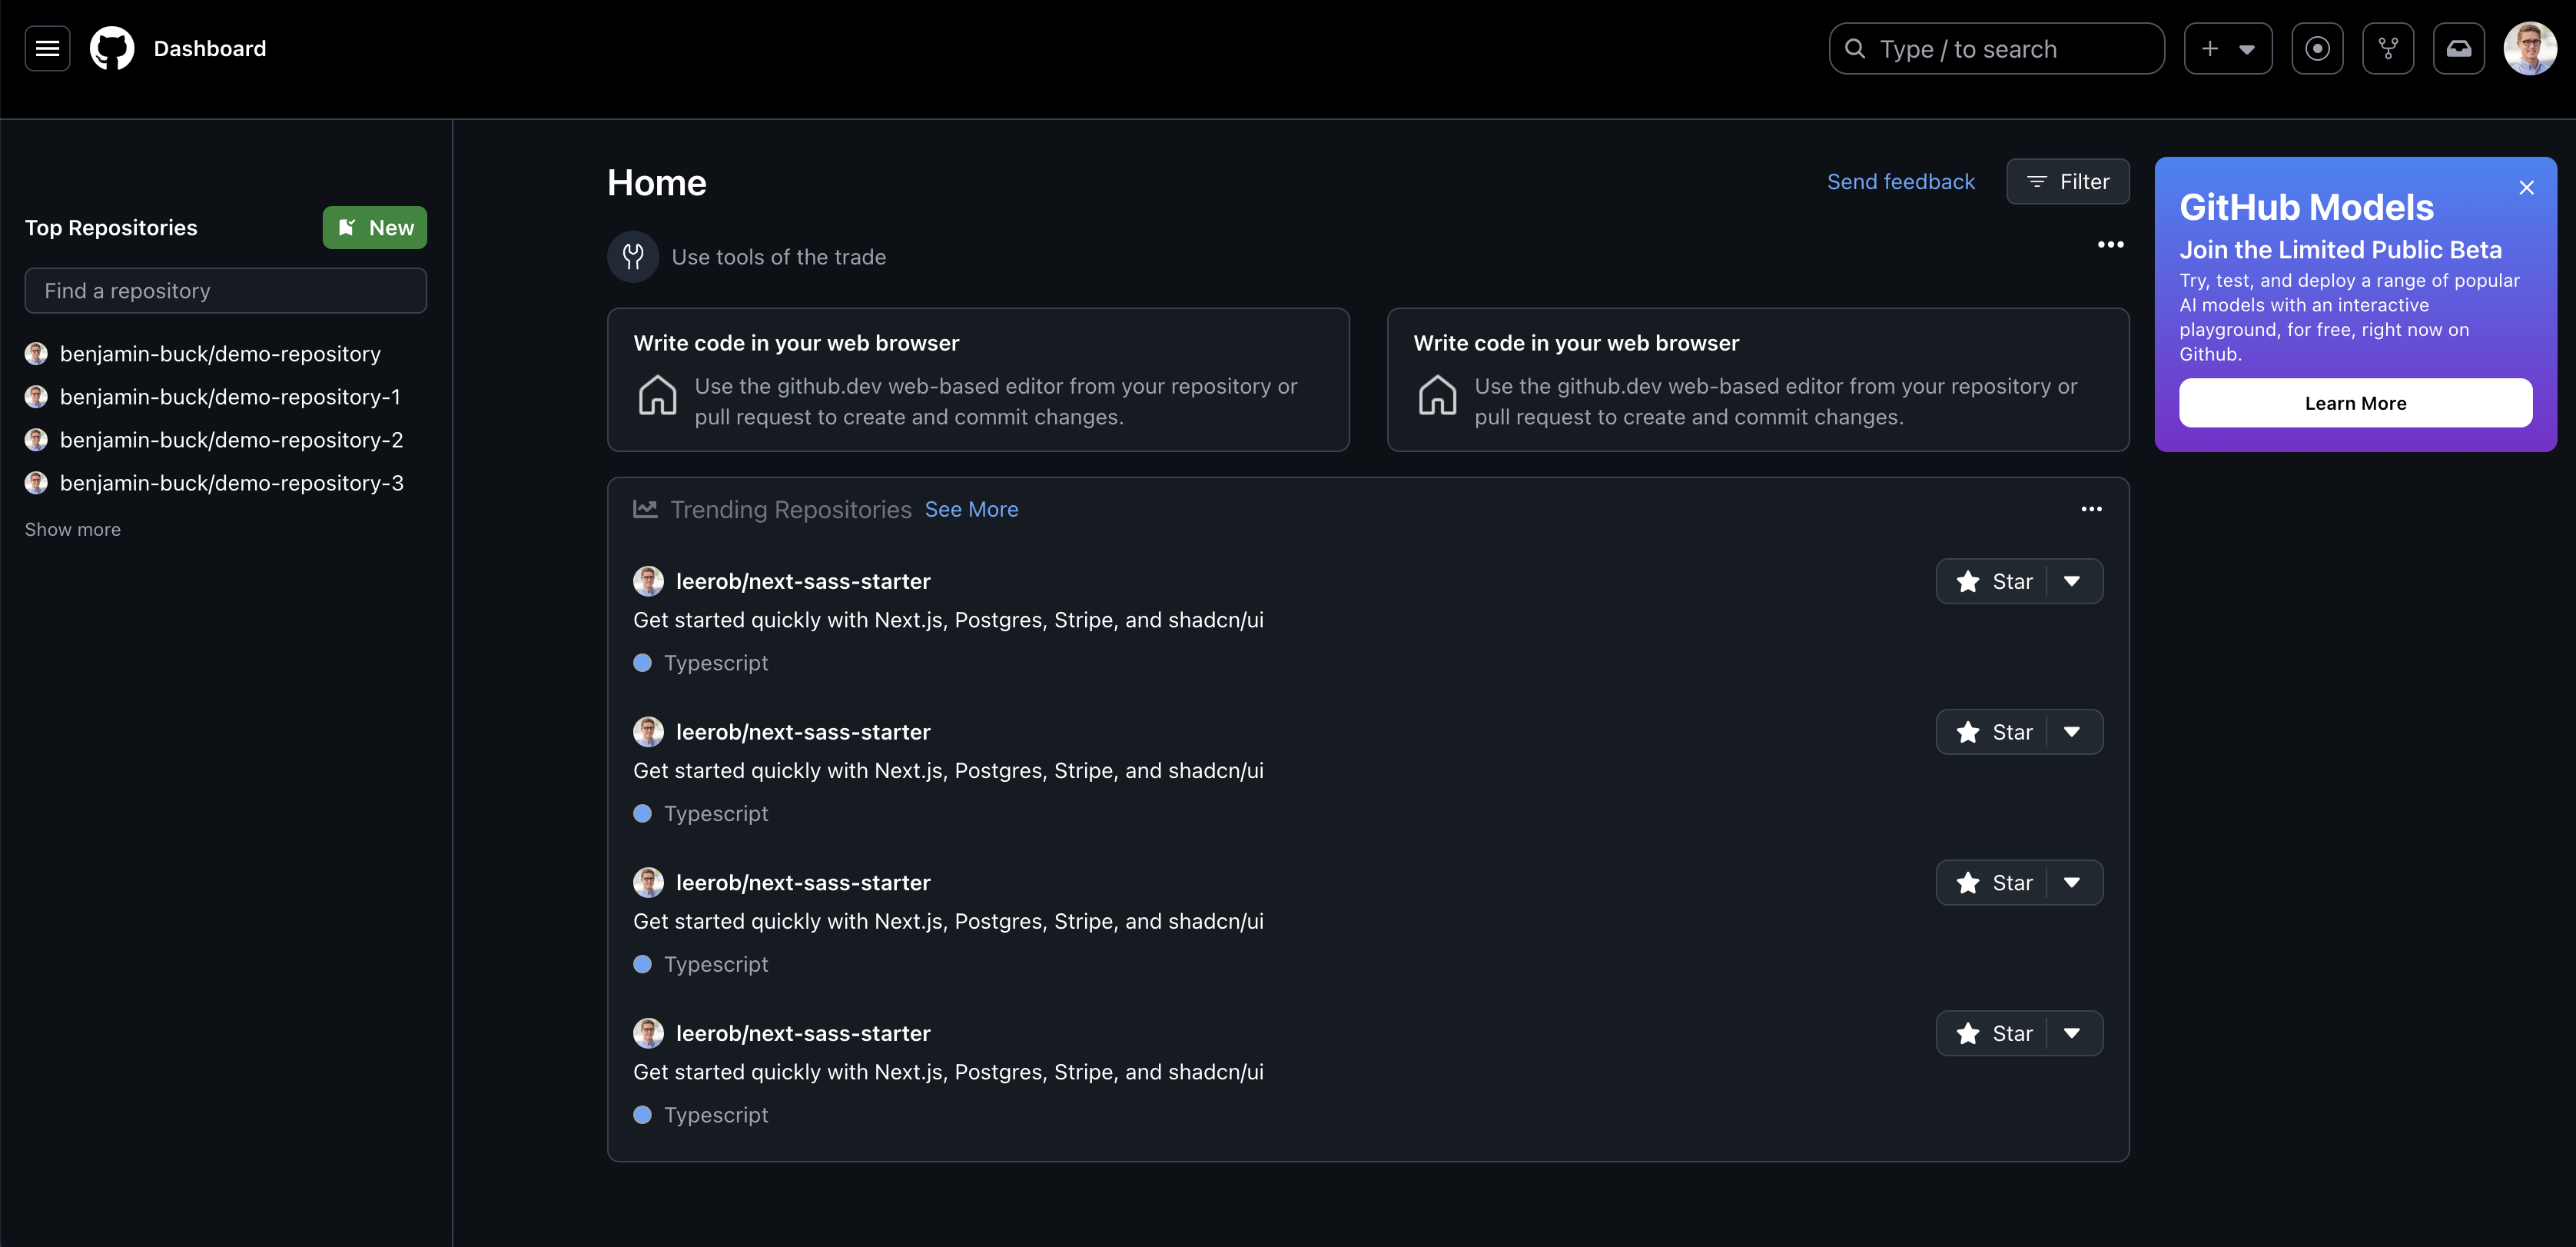 Dashboard
Type / to search
Top Repositories
New
Find a repository
benjamin-buck/demo-repository
benjamin-buck/demo-repository-1
benjamin-buck/demo-repository-2
benjamin-buck/demo-repository-3
Show more
Home
Send feedback
Filter
Use tools of the trade
Write code in your web browser
Use the github.dev web-based editor from your repository or
pull request to create and commit changes.
Write code in your web browser
Use the github.dev web-based editor from your repository or
pull request to create and commit changes.
Trending Repositories See More
leerob/next-sass-starter
Star
Get started quickly with Next.js, Postgres, Stripe, and shadcn/ui
Typescript
leerob/next-sass-starter
Star
Get started quickly with Next.js, Postgres, Stripe, and shadcn/ui
Typescript
leerob/next-sass-starter
Star
Get started quickly with Next.js, Postgres, Stripe, and shadcn/ui
Typescript
leerob/next-sass-starter
Star
Get started quickly with Next.js, Postgres, Stripe, and shadcn/ui
Typescript
GitHub Models
Join the Limited Public Beta
Try, test, and deploy a range of popular
AI models with an interactive
playground, for free, right now on
Github.
Learn More